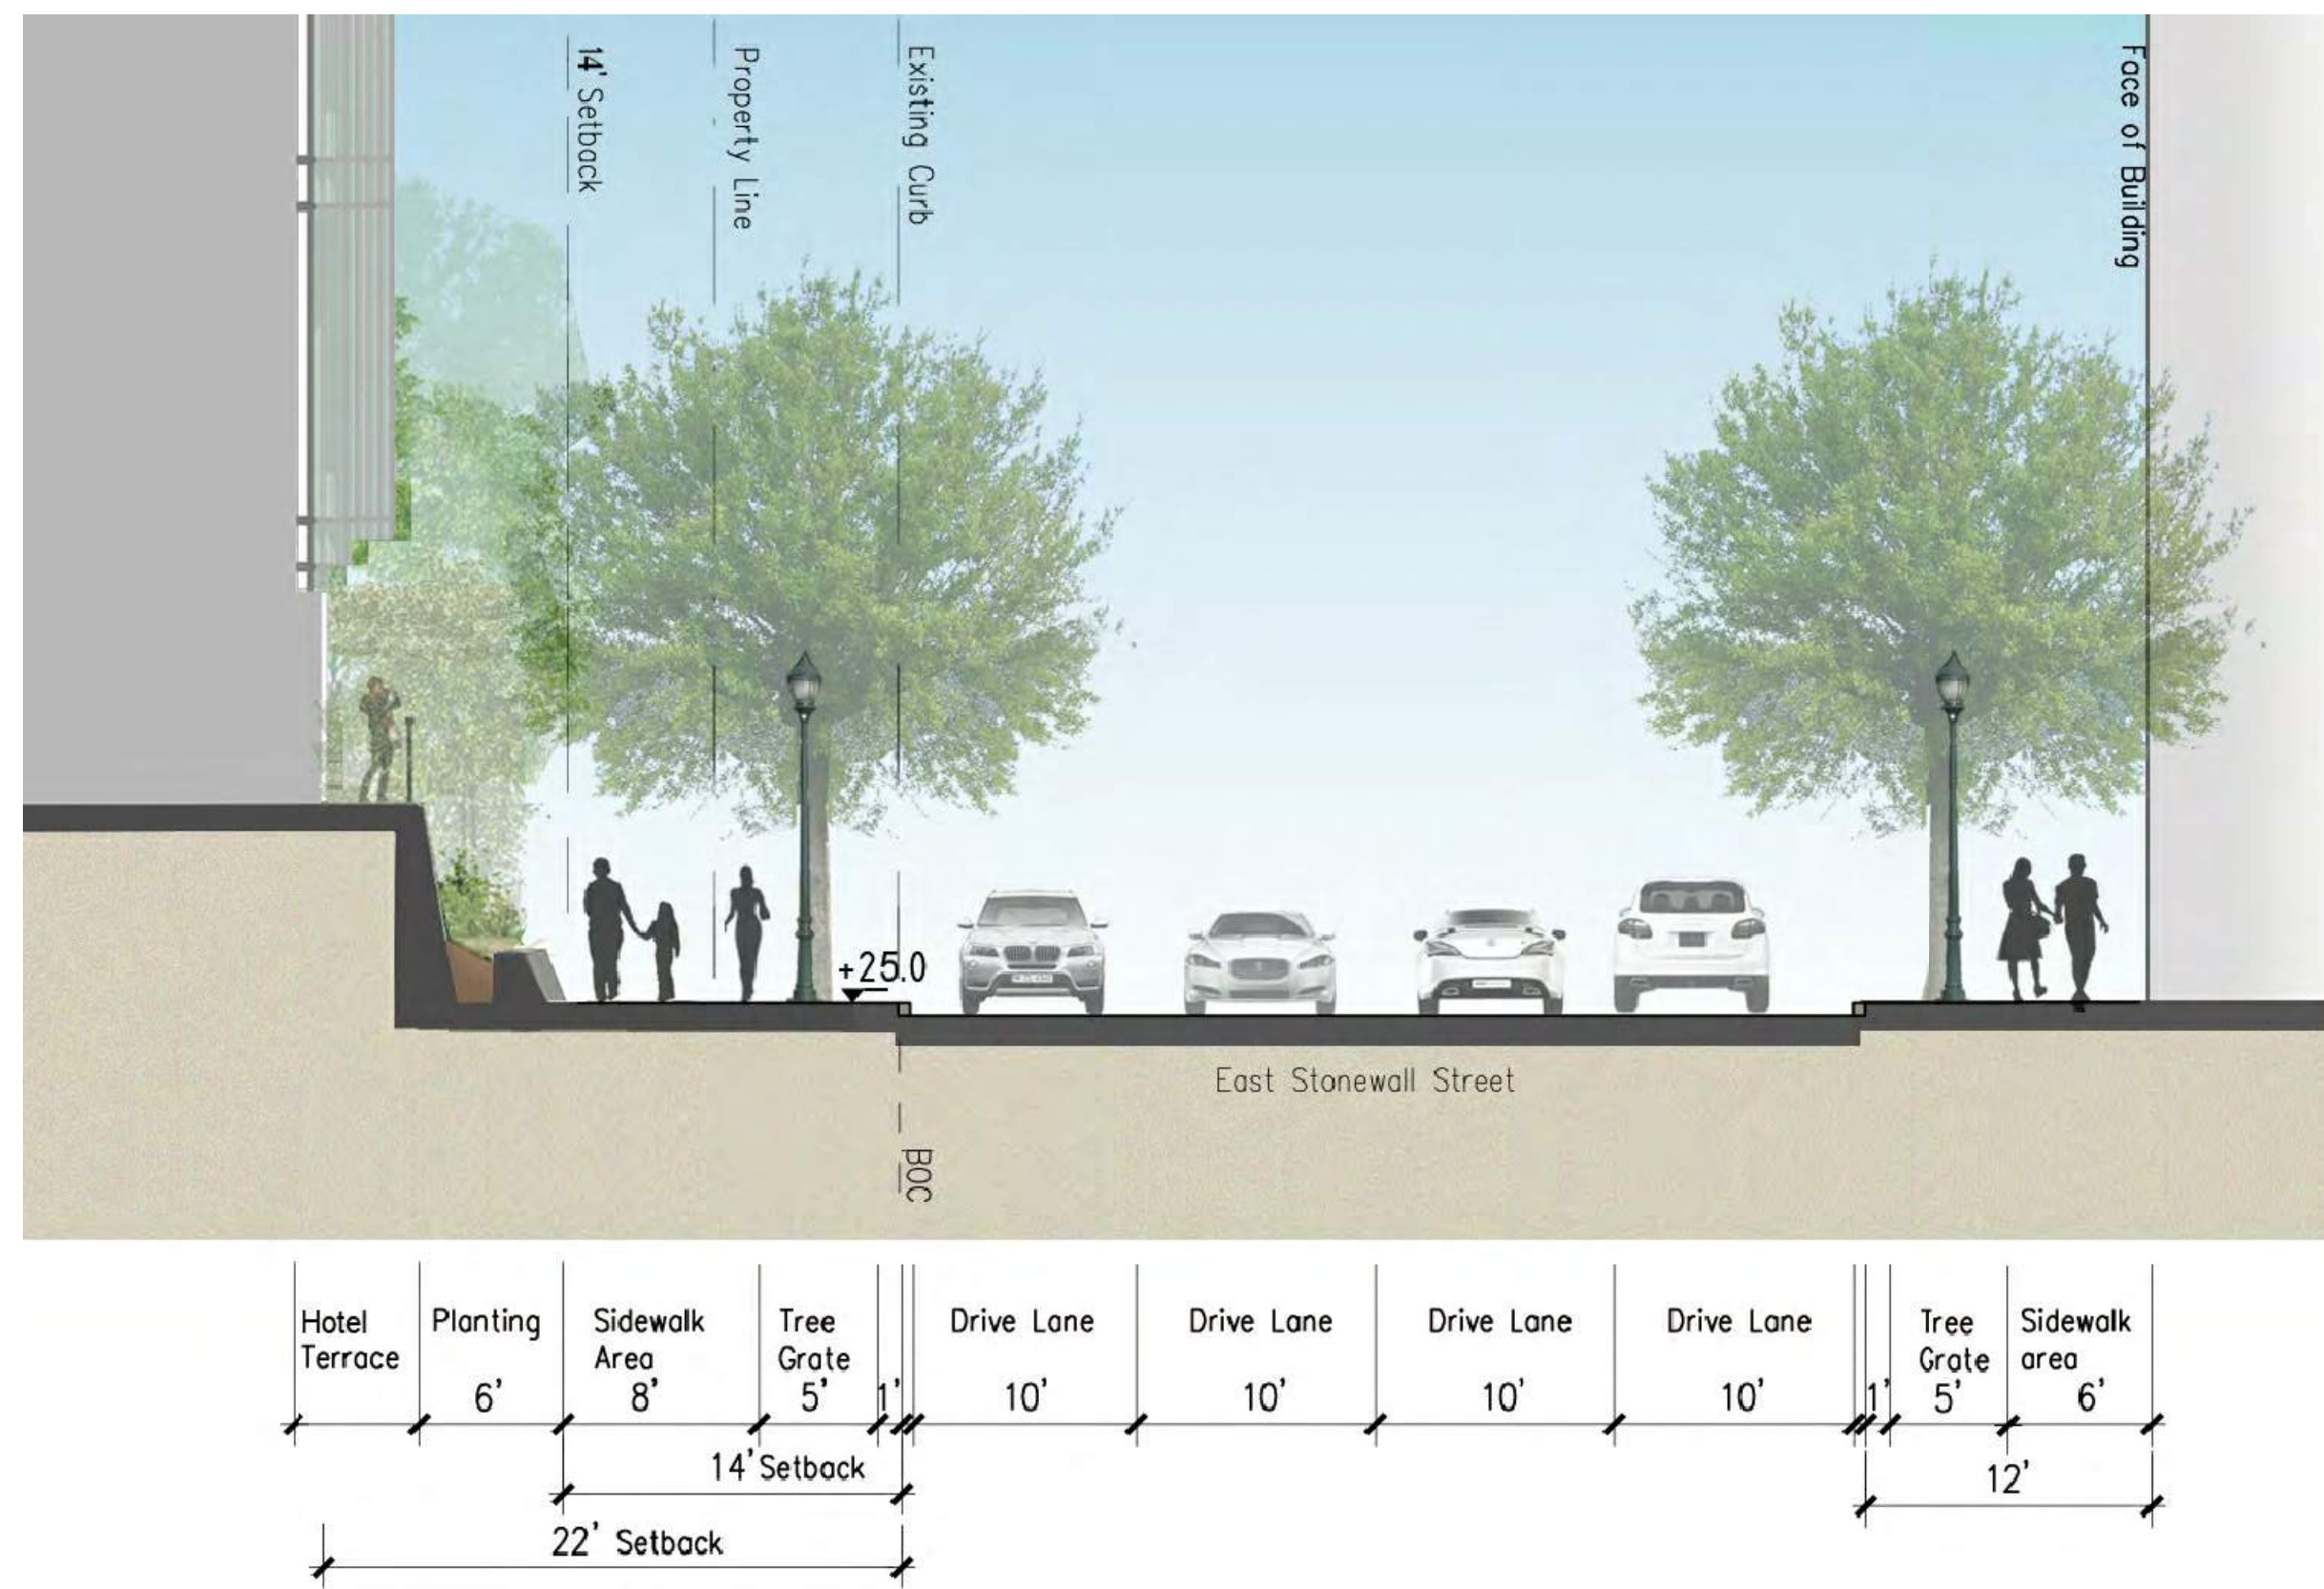 14' Setback
Property Line
Existing Curb
Face of Building
+25.0
East Stonewall Street
BOC
Hotel
Terrace
Planting
6'
Sidewalk
Area
8'
Tree
Grate
5'
1'
Drive Lane
10'
Drive Lane
10'
Drive Lane
10'
Drive Lane
10'
1'
Tree
Grate
5'
Sidewalk
area
6'
14' Setback
12'
22' Setback